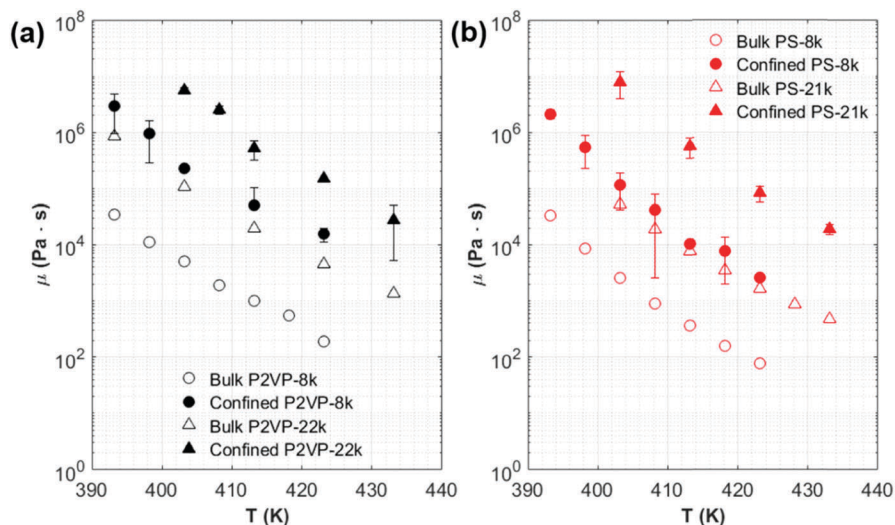 (a)
10^8
10^6
10^4
10^2
10^0
μ (Pa · s)
Bulk P2VP-8k
Confined P2VP-8k
Bulk P2VP-22k
Confined P2VP-22k
390 400 410 420 430 440
T (K)
(b)
10^8
10^6
10^4
10^2
10^0
μ (Pa · s)
Bulk PS-8k
Confined PS-8k
Bulk PS-21k
Confined PS-21k
390 400 410 420 430 440
T (K)